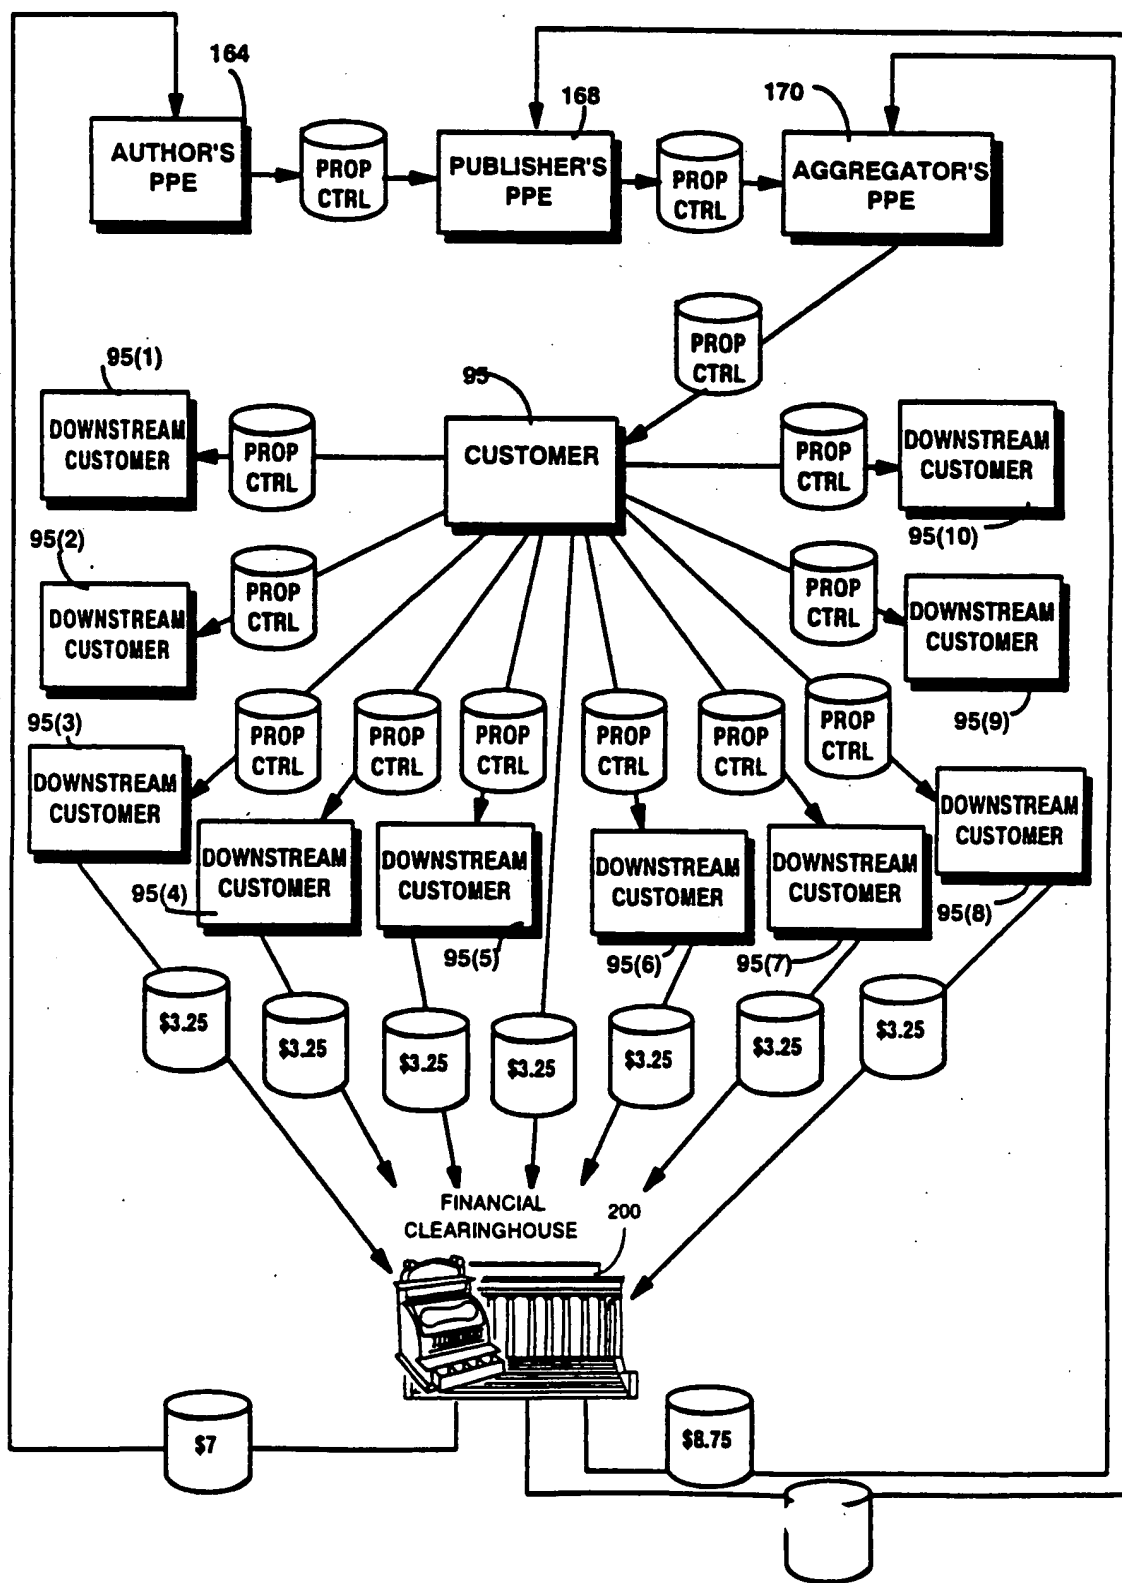 164
168
170
AUTHOR'S
PPE
PROP
CTRL
PUBLISHER'S
PPE
PROP
CTRL
AGGREGATOR'S
PPE
PROP
CTRL
95(1)
95
DOWNSTREAM
CUSTOMER
PROP
CTRL
CUSTOMER
PROP
CTRL
DOWNSTREAM
CUSTOMER
95(10)
95(2)
DOWNSTREAM
CUSTOMER
PROP
CTRL
PROP
CTRL
DOWNSTREAM
CUSTOMER
95(9)
95(3)
DOWNSTREAM
CUSTOMER
PROP
CTRL
PROP
CTRL
PROP
CTRL
PROP
CTRL
PROP
CTRL
PROP
CTRL
DOWNSTREAM
CUSTOMER
95(4)
DOWNSTREAM
CUSTOMER
95(5)
DOWNSTREAM
CUSTOMER
95(6)
DOWNSTREAM
CUSTOMER
95(7)
DOWNSTREAM
CUSTOMER
95(8)
$3.25
$3.25
$3.25
$3.25
$3.25
$3.25
$3.25
FINANCIAL
CLEARINGHOUSE
200
$7
$8.75